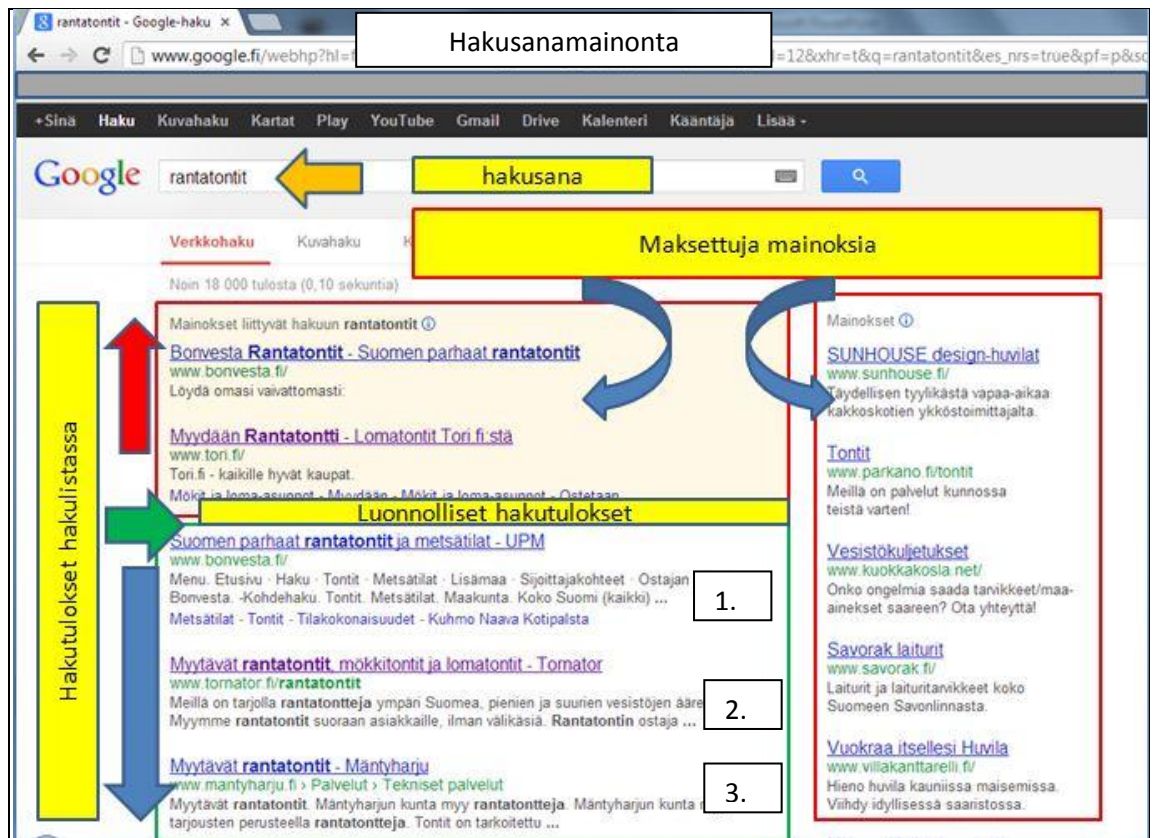 rantatontit - Google-haku ×
Hakusanamainonta
www.google.fi/webhp?hl=f
l=12&xhr=t&q=rantatontit&es_nrs=true&pf=p&sc
+Sinä Haku Kuvahaku Kartat Play YouTube Gmail Drive Kalenteri Kääntäjä Lisää
Google rantatontit hakusana
Verkkohaku Kuvahaku K
Maksettuja mainoksia
Noin 18 000 tulosta (0,10 sekuntia)
Hakutulokset hakulistassa
Mainokset liittyvät hakuun rantatontit
Bonvesta Rantatontit - Suomen parhaat rantatontit
www.bonvesta.fi/
Löydä omasi vaivattomasti:
Myydään Rantatontti - Lomatontit Tori.fi:stä
www.tori.fi/
Tori.fi - kaikille hyvät kaupat.
Mökit ja loma-asunnot - Myydään - Mökit ja loma-asunnot - Ostetaan
Luonnolliset hakutulokset
Suomen parhaat rantatontit ja metsätilat - UPM
www.bonvesta.fi/
Menu. Etusivu · Haku · Tontit · Metsätilat · Lisämaa · Sijoittajakohteet · Ostajan
Bonvesta. -Kohdehaku. Tontit. Metsätilat. Maakunta. Koko Suomi (kaikki) ...
Metsätilat - Tontit - Tilakokonaisuudet - Kuhmo Naava Kotipalsta
1.
Myytävät rantatontit, mökkitontit ja lomatontit - Tornator
www.tornator.fi/rantatontit
Meillä on tarjolla rantatontteja ympäri Suomea, pienien ja suurien vesistöjen ääre
Myymme rantatontit suoraan asiakkaille, ilman välikäsiä. Rantatontin ostaja ...
2.
Myytävät rantatontit - Mäntyharju
www.mantyharju.fi › Palvelut › Tekniset palvelut
Myytävät rantatontit. Mäntyharjun kunta myy rantatontteja. Mäntyharjun kunta
tarjousten perusteella rantatontteja. Tontit on tarkoitettu ...
3.
Mainokset
SUNHOUSE design-huvilat
www.sunhouse.fi/
Täydellisen tyylikästä vapaa-aikaa
kakkoskotien ykköstoimittajalta.
Tontit
www.parkano.fi/tontit
Meillä on palvelut kunnossa
teistä varten!
Vesistökuljetukset
www.kuokkakosla.net/
Onko ongelmia saada tarvikkeet/maa-
ainekset saareen? Ota yhteyttä!
Savorak laiturit
www.savorak.fi/
Laiturit ja laituritarvikkeet koko
Suomeen Savonlinnasta.
Vuokraa itsellesi Huvila
www.villakanttarelli.fi/
Hieno huvila kauniissa maisemissa.
Viihdy idyllisessä saaristossa.